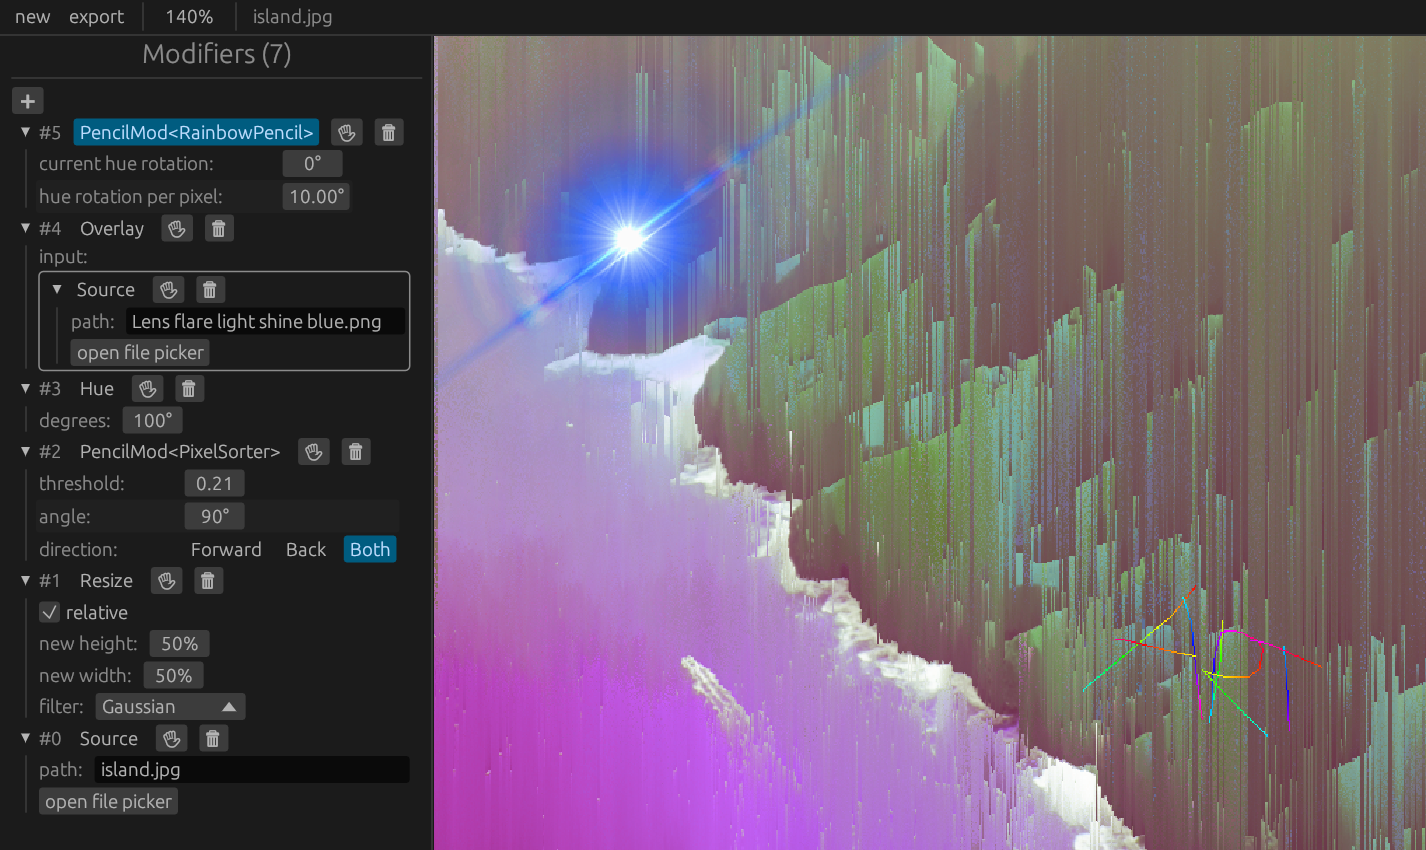 new export 140% island.jpg
Modifiers (7)
+
▼ #5 PencilMod<RainbowPencil>
current hue rotation: 0°
hue rotation per pixel: 10.00°
▼ #4 Overlay
input:
▼ Source
path: Lens flare light shine blue.png
open file picker
▼ #3 Hue
degrees: 100°
▼ #2 PencilMod<PixelSorter>
threshold: 0.21
angle: 90°
direction: Forward Back Both
▼ #1 Resize
✓ relative
new height: 50%
new width: 50%
filter: Gaussian
▼ #0 Source
path: island.jpg
open file picker
ART